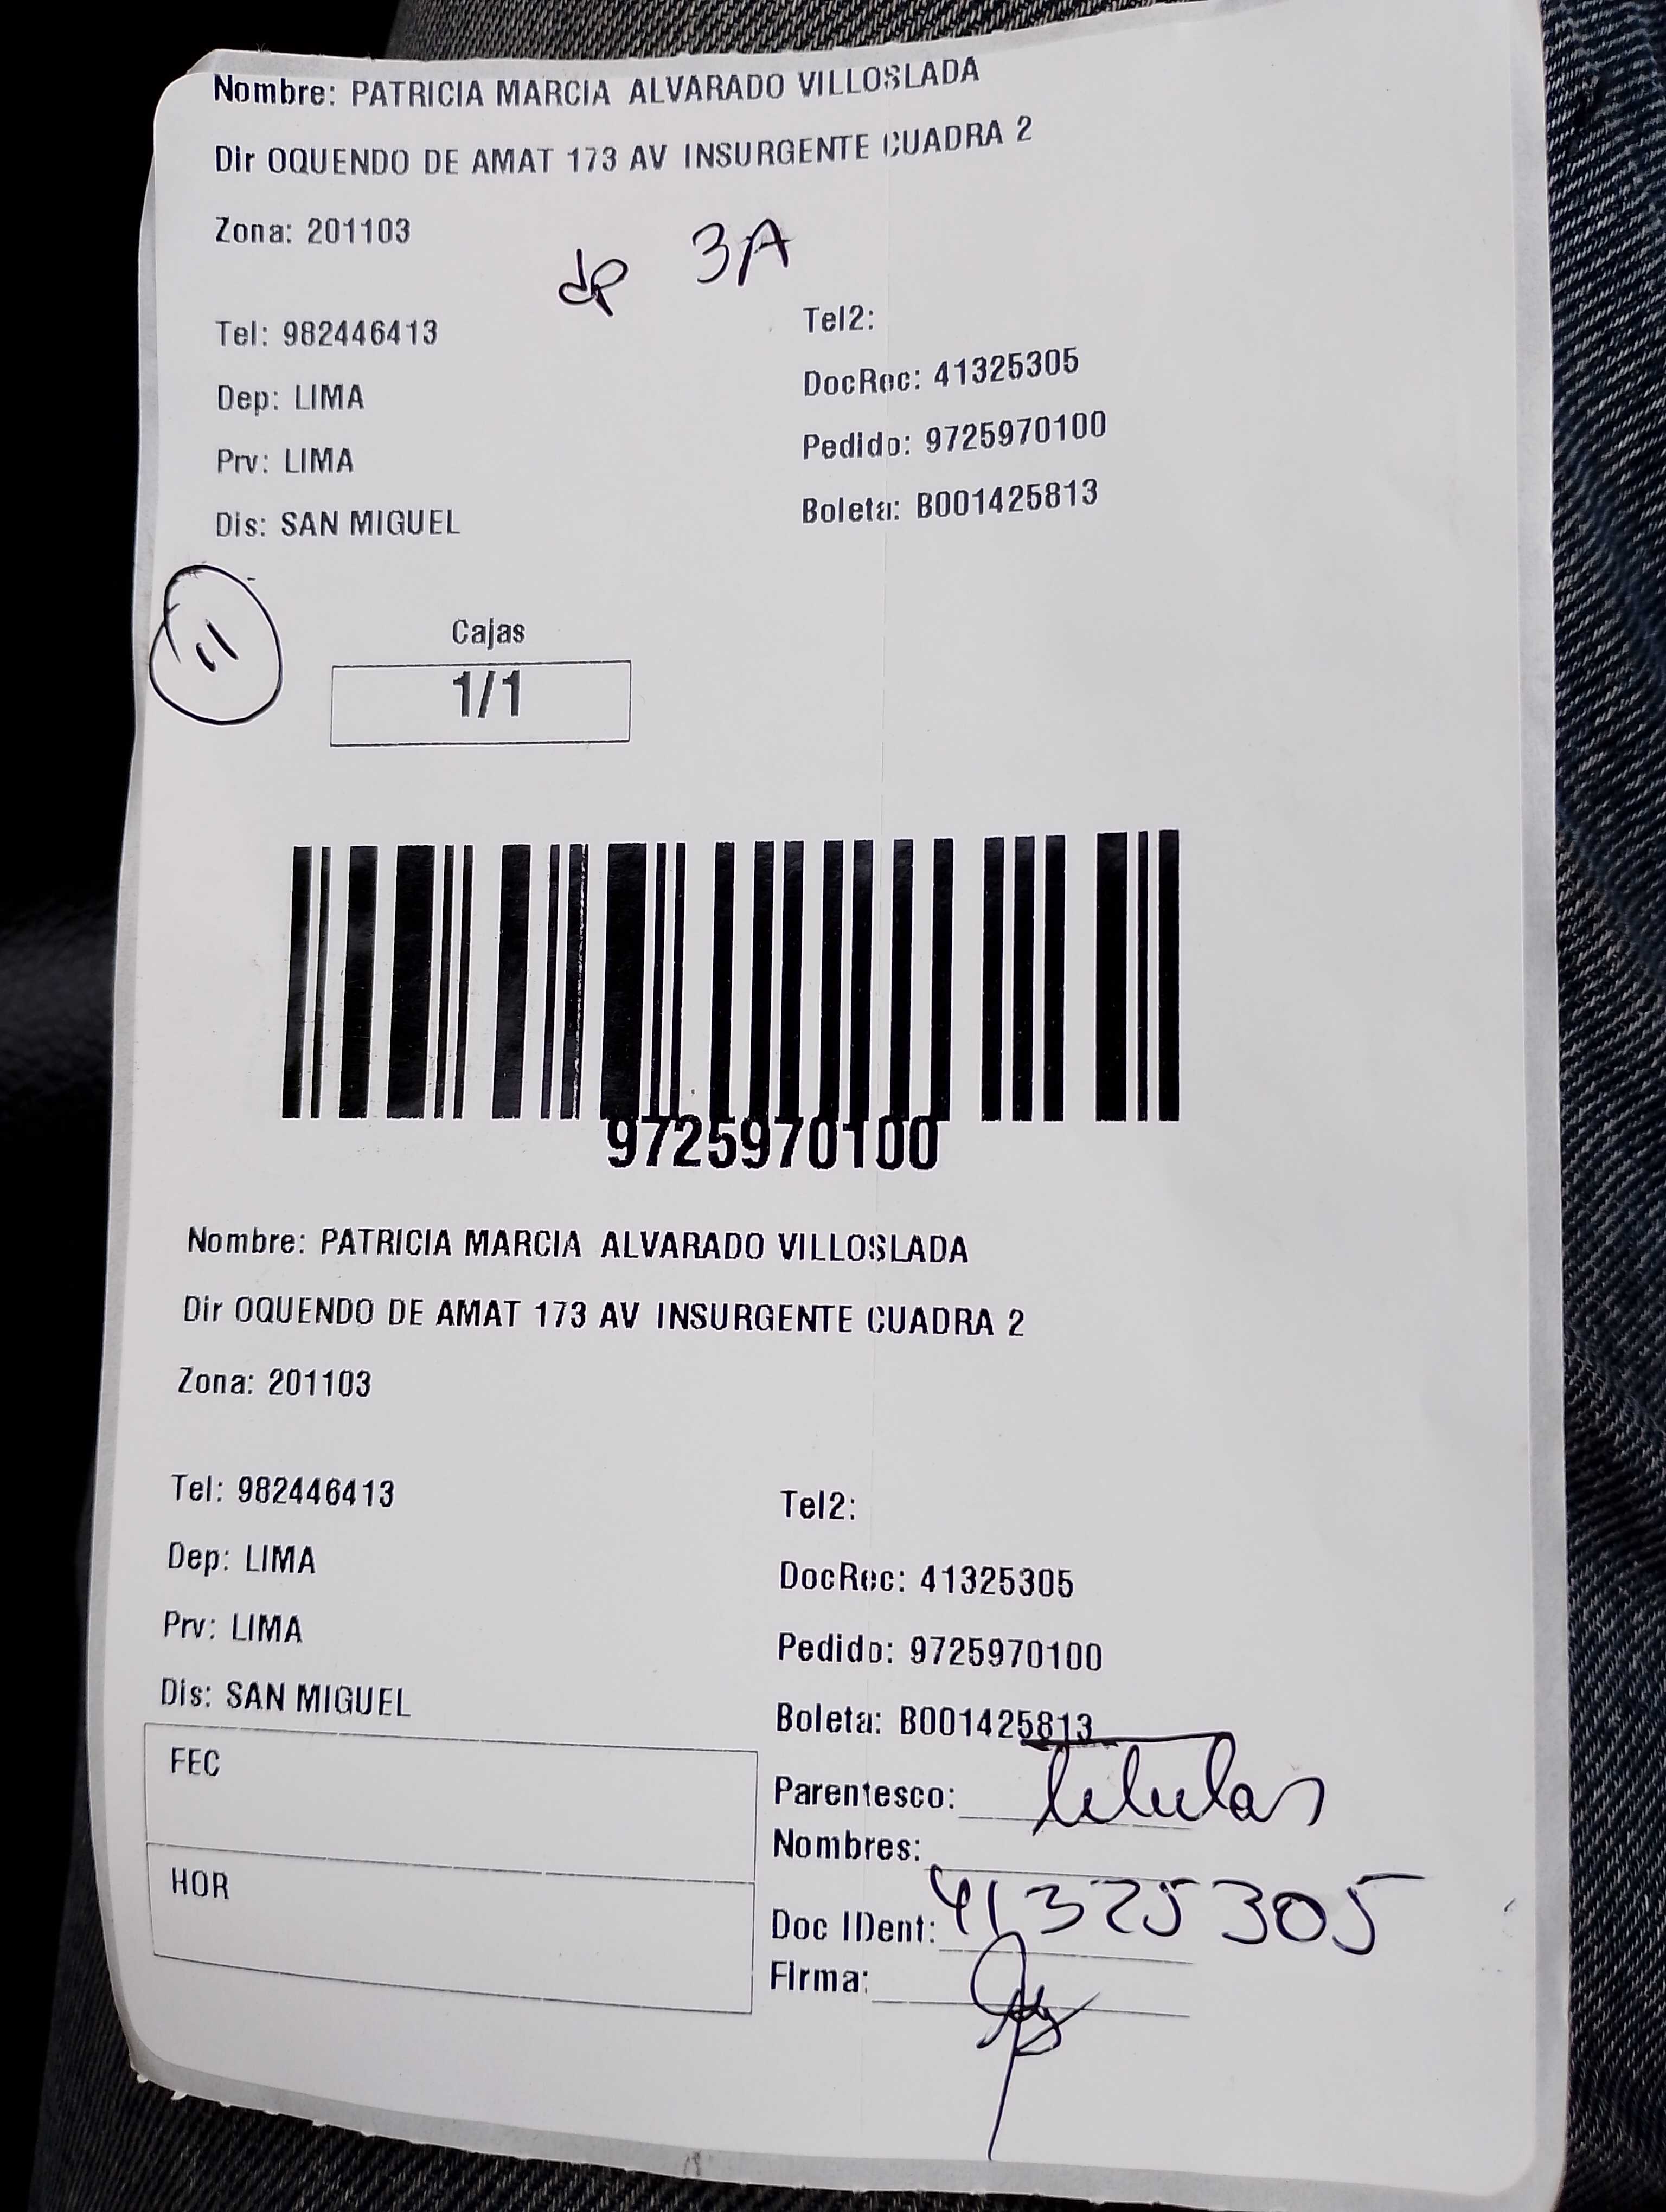 Nombre: PATRICIA MARCIA ALVARADO VILLOSLADA
Dir OQUENDO DE AMAT 173 AV INSURGENTE CUADRA 2
Zona: 201103
dp 3A
Tel: 982446413
Tel2:
Dep: LIMA
DocRec: 41325305
Prv: LIMA
Pedido: 9725970100
Dis: SAN MIGUEL
Boleta: B001425813
11
Cajas
1/1
9725970100
Nombre: PATRICIA MARCIA ALVARADO VILLOSLADA
Dir OQUENDO DE AMAT 173 AV INSURGENTE CUADRA 2
Zona: 201103
Tel: 982446413
Tel2:
Dep: LIMA
DocRec: 41325305
Prv: LIMA
Pedido: 9725970100
Dis: SAN MIGUEL
Boleta: B001425813
FEC
Parentesco: titular
Nombres:
HOR
Doc IDent: 41325305
Firma: